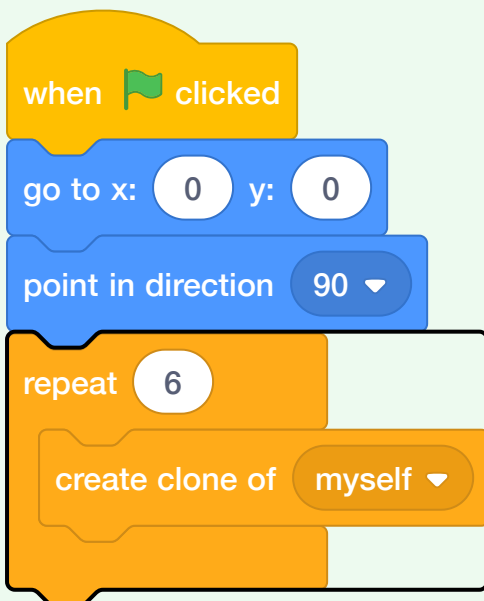 when clicked
go to x: 0 y: 0
point in direction 90
repeat 6
create clone of myself